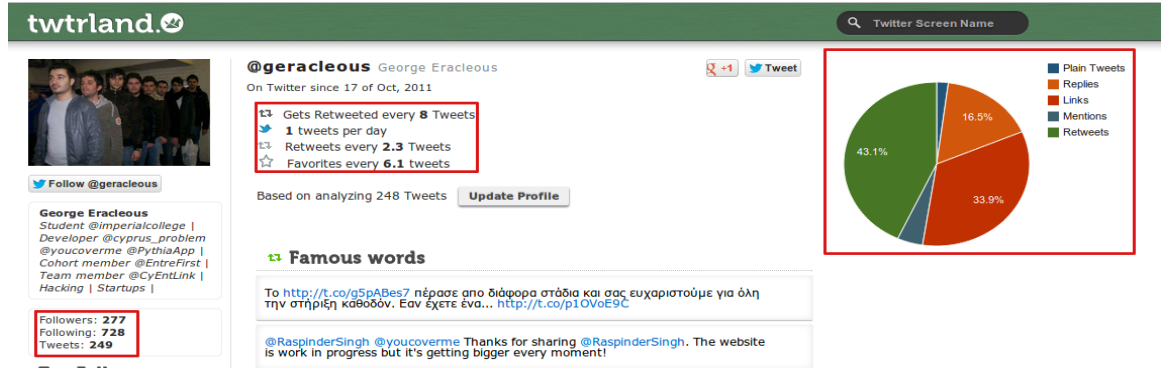 twtrland.
Twitter Screen Name
@geracleous George Eracleous
g +1
Tweet
On Twitter since 17 of Oct, 2011
Gets Retweeted every 8 Tweets
1 tweets per day
Retweets every 2.3 Tweets
Favorites every 6.1 tweets
Based on analyzing 248 Tweets
Update Profile
Follow @geracleous
George Eracleous
Student @imperialcollege |
Developer @cyprus_problem
@youcoverme @PythiaApp |
Cohort member @EntreFirst |
Team member @CyEntLink |
Hacking | Startups |
Followers: 277
Following: 728
Tweets: 249
Famous words
Το http://t.co/g5pABes7 πέρασε απο διάφορα στάδια και σας ευχαριστούμε για όλη
την στήριξη καθοδόν. Εαν έχετε ένα... http://t.co/p1OVoE9C
@RaspinderSingh @youcoverme Thanks for sharing @RaspinderSingh. The website
is work in progress but it's getting bigger every moment!
Plain Tweets
Replies
Links
Mentions
Retweets
16.5%
43.1%
33.9%